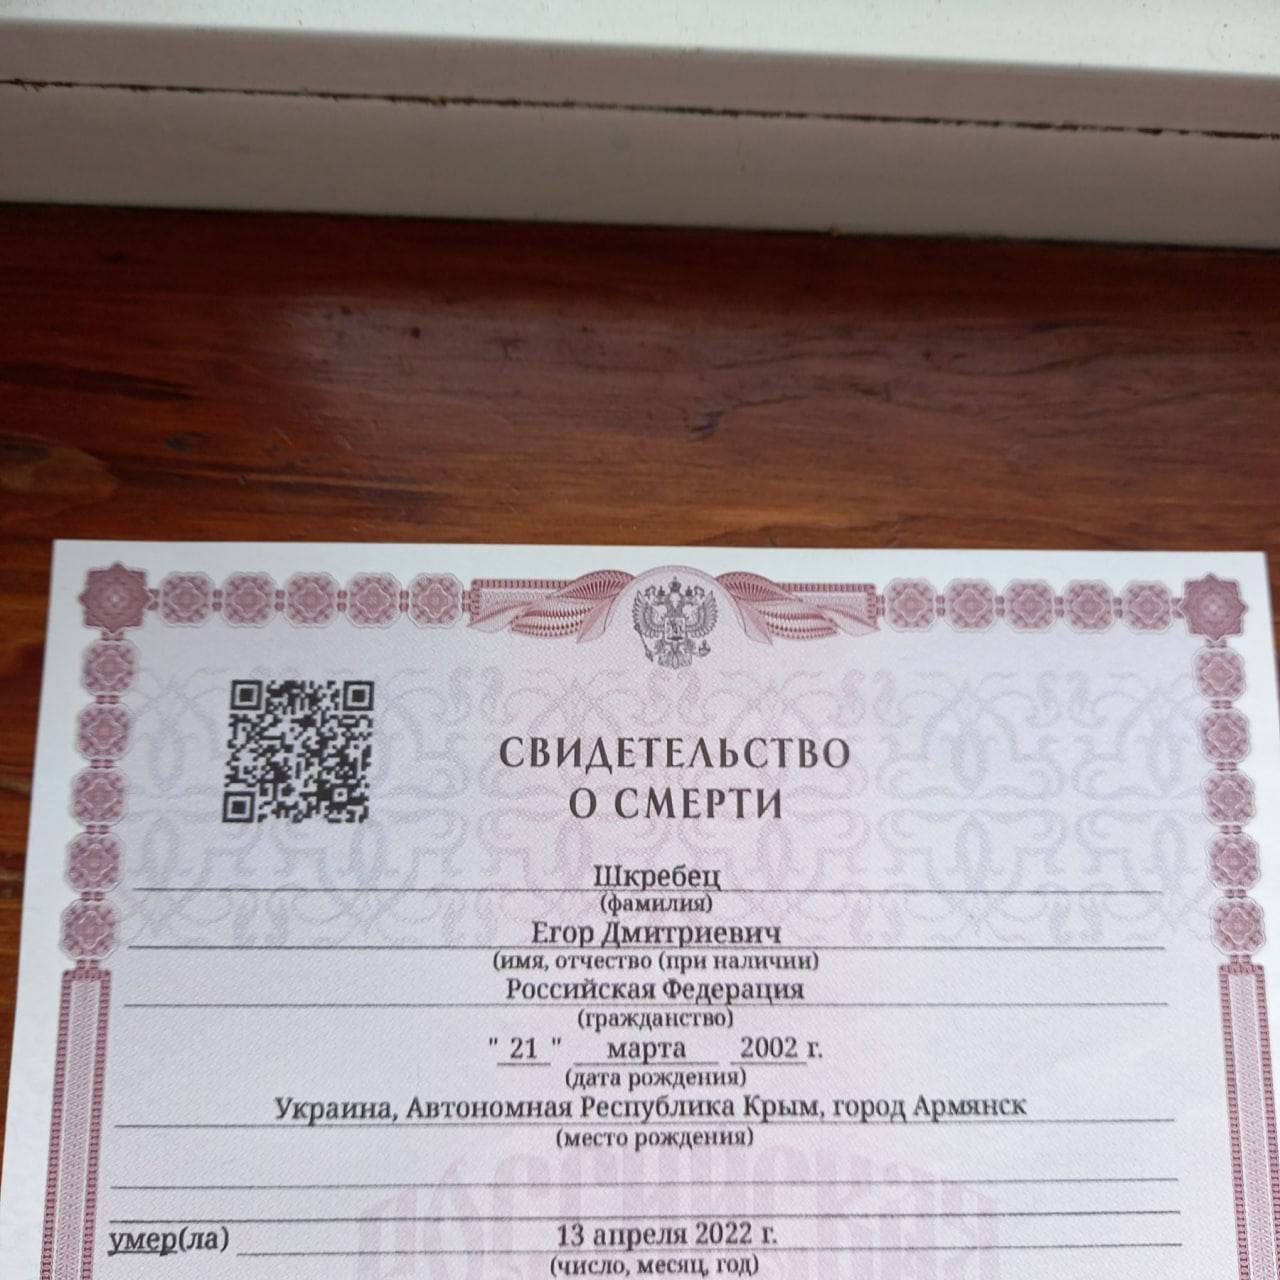 СВИДЕТЕЛЬСТВО
О СМЕРТИ
Шкребец
(фамилия)
Егор Дмитриевич
(имя, отчество (при наличии)
Российская Федерация
(гражданство)
" 21 " марта 2002 г.
(дата рождения)
Украина, Автономная Республика Крым, город Армянск
(место рождения)
умер(ла) 13 апреля 2022 г.
(число, месяц, год)